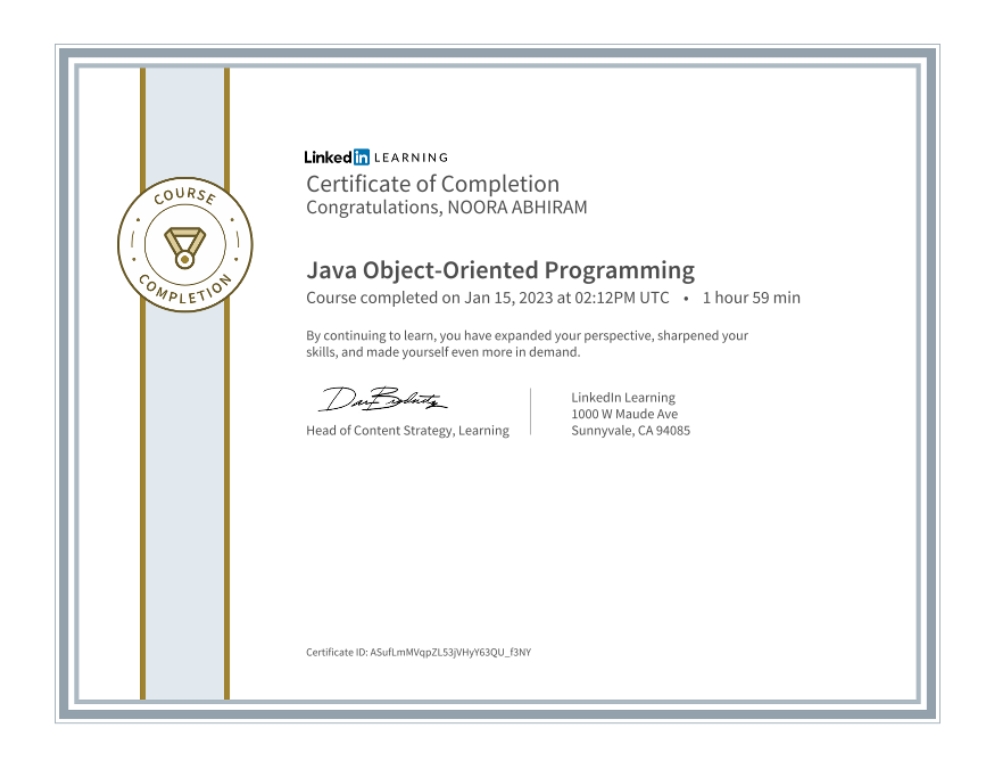 COURSE
COMPLETION
Linked in LEARNING
Certificate of Completion
Congratulations, NOORA ABHIRAM
Java Object-Oriented Programming
Course completed on Jan 15, 2023 at 02:12PM UTC • 1 hour 59 min
By continuing to learn, you have expanded your perspective, sharpened your
skills, and made yourself even more in demand.
Head of Content Strategy, Learning
LinkedIn Learning
1000 W Maude Ave
Sunnyvale, CA 94085
Certificate ID: ASufLmMVqpZL53jVHyY63QU_f3NY